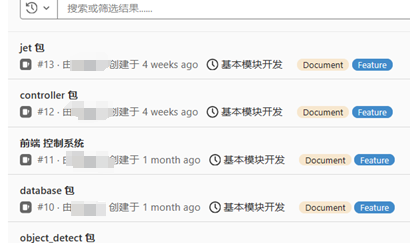 搜索或筛选结果......
jet 包
#13 · 由 创建于 4 weeks ago 基本模块开发 Document Feature
controller 包
#12 · 由 创建于 4 weeks ago 基本模块开发 Document Feature
前端 控制系统
#11 · 由 创建于 1 month ago 基本模块开发 Document Feature
database 包
#10 · 由 创建于 1 month ago 基本模块开发 Document Feature
object_detect 包